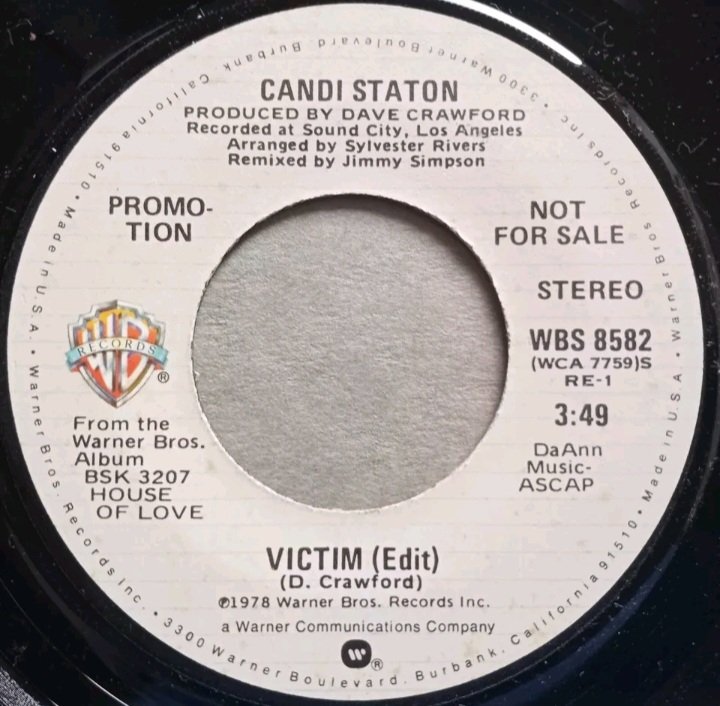 CANDI STATON
PRODUCED BY DAVE CRAWFORD
Recorded at Sound City, Los Angeles
Arranged by Sylvester Rivers
Remixed by Jimmy Simpson
PROMO-
TION
NOT
FOR SALE
STEREO
WBS 8582
(WCA 7759)S
RE-1
3:49
DaAnn
Music-
ASCAP
WB
RECORDS
®
From the
Warner Bros.
Album
BSK 3207
HOUSE
OF LOVE
VICTIM (Edit)
(D. Crawford)
℗1978 Warner Bros. Records Inc.
a Warner Communications Company
®
Warner Bros. Records Inc. • 3300 Warner Boulevard, Burbank, California 91510 • Made in U.S.A. • Warner Bros. Records Inc. • 3300 Warner Boulevard, Burbank, California 91510 • Made in U.S.A. •